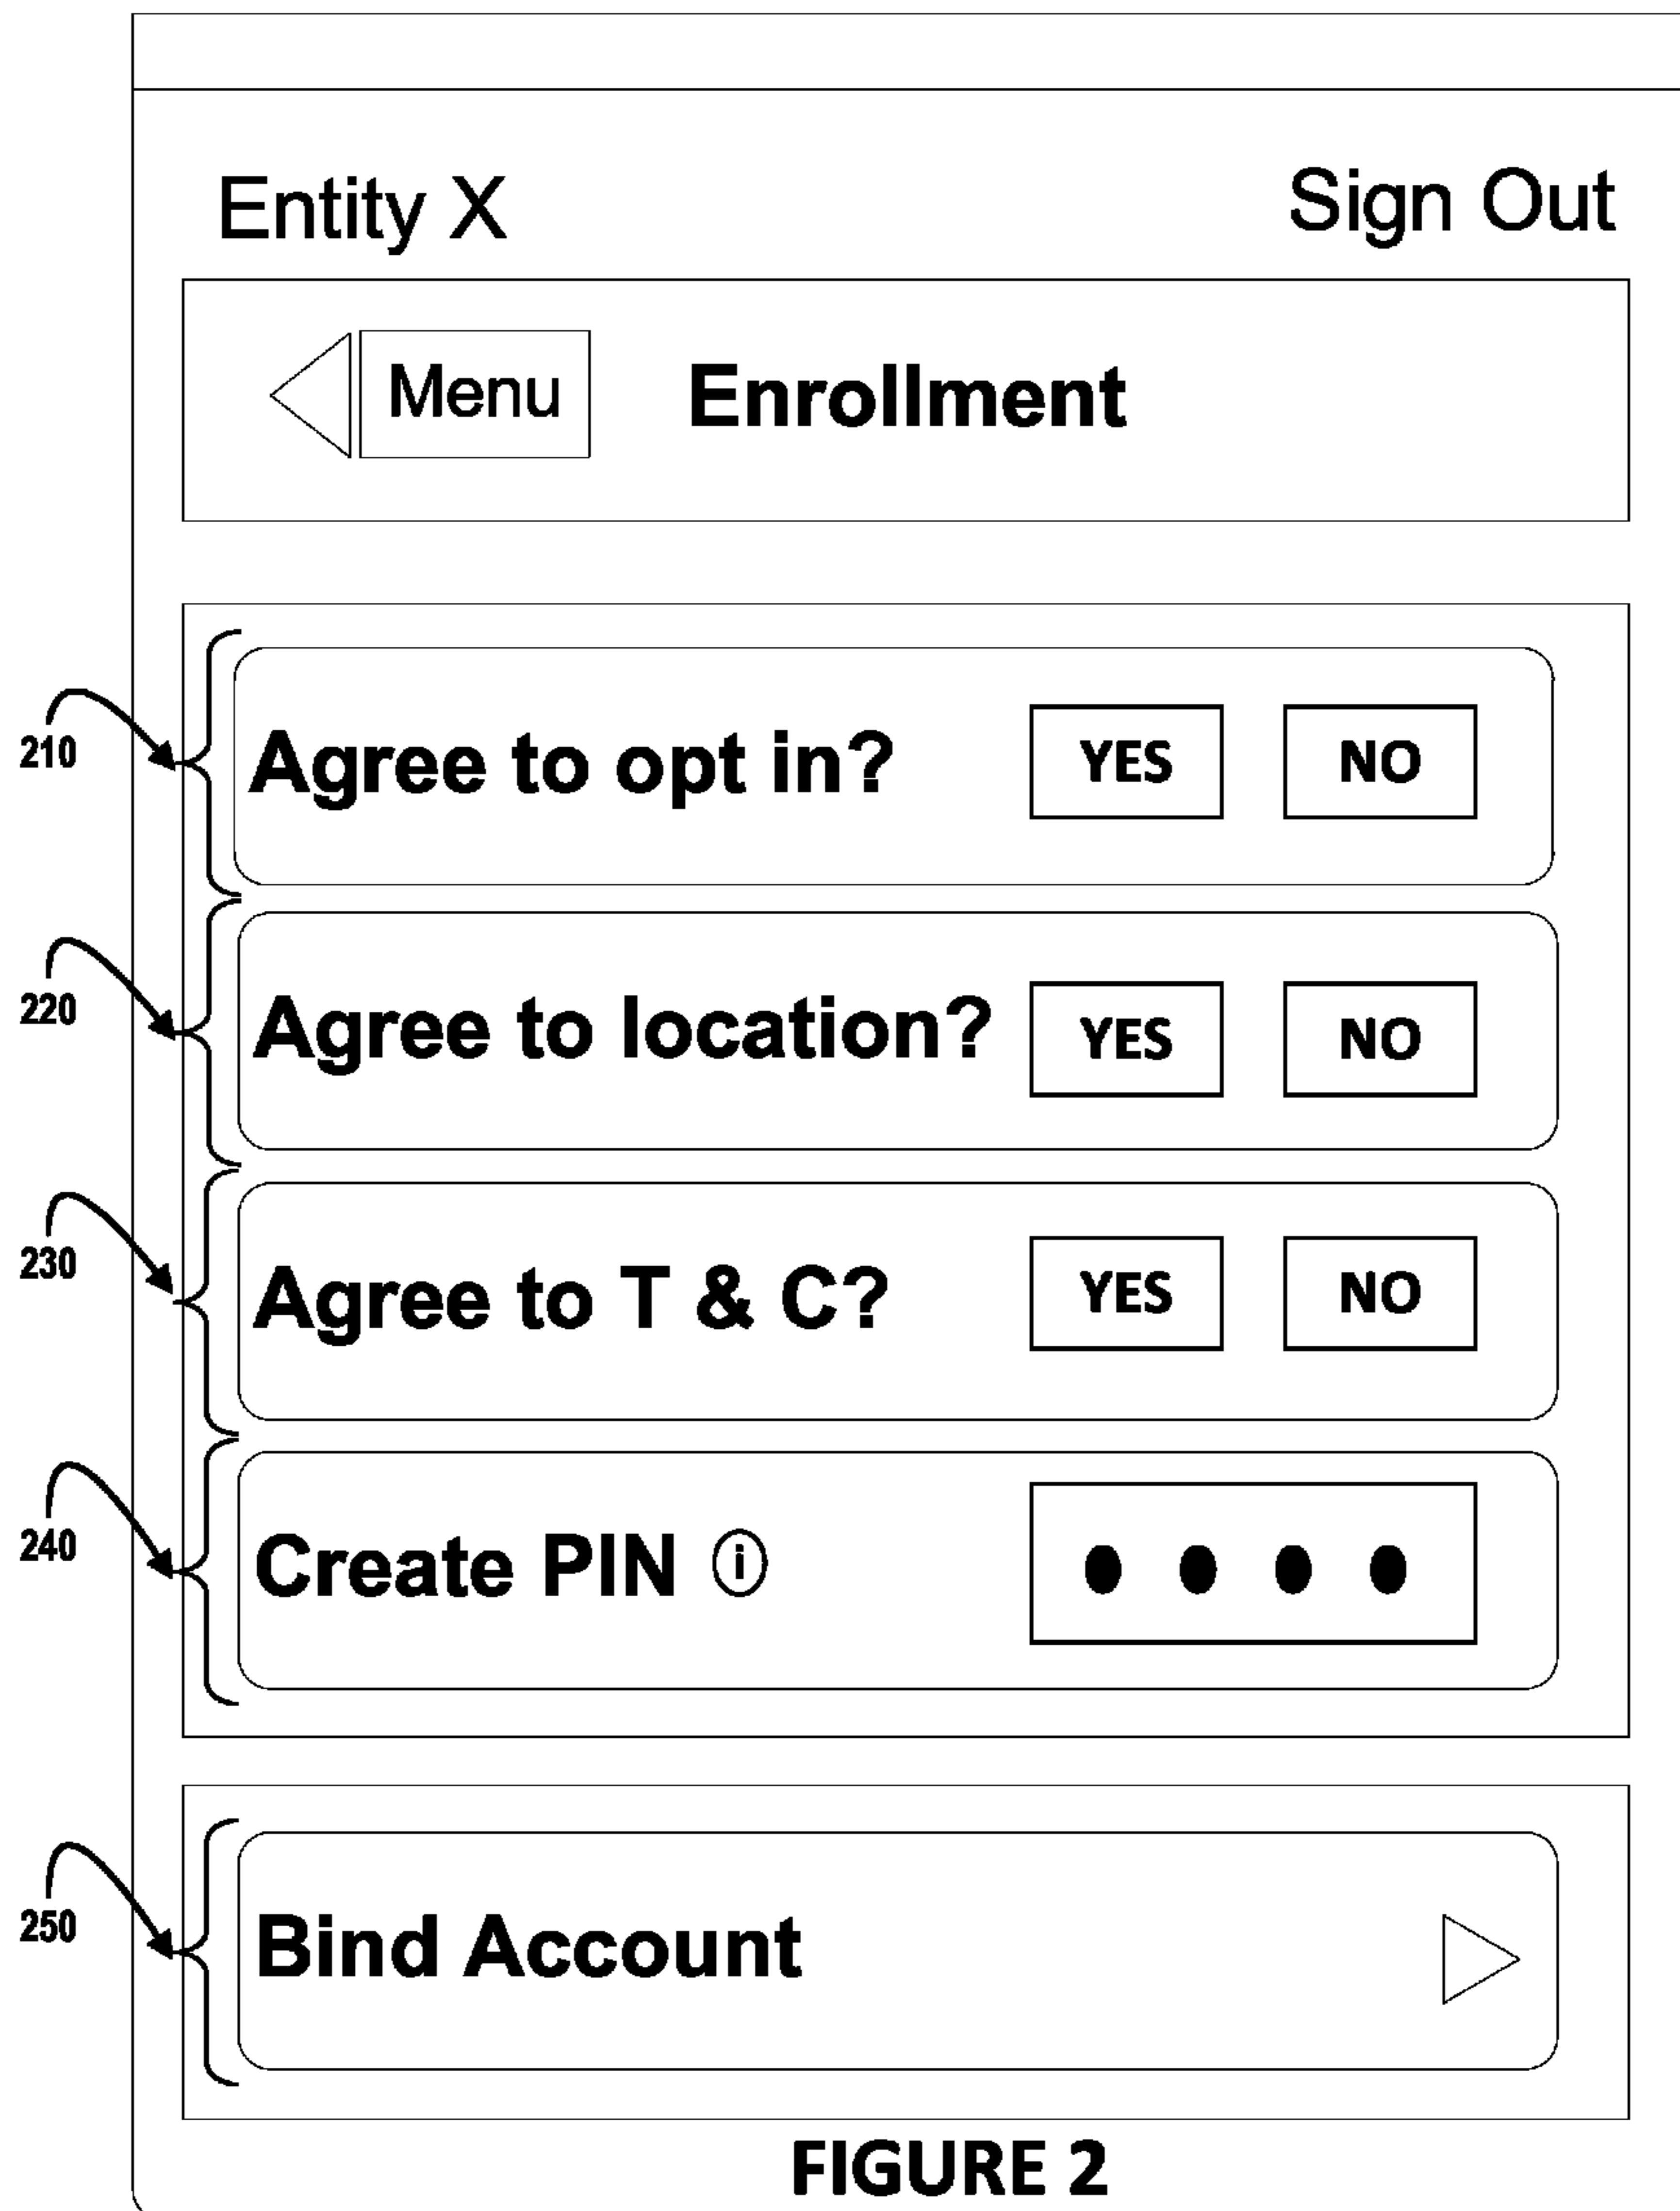 Entity X Sign Out
Menu Enrollment
210 Agree to opt in? YES NO
220 Agree to location? YES NO
230 Agree to T & C? YES NO
240 Create PIN i
250 Bind Account
FIGURE 2